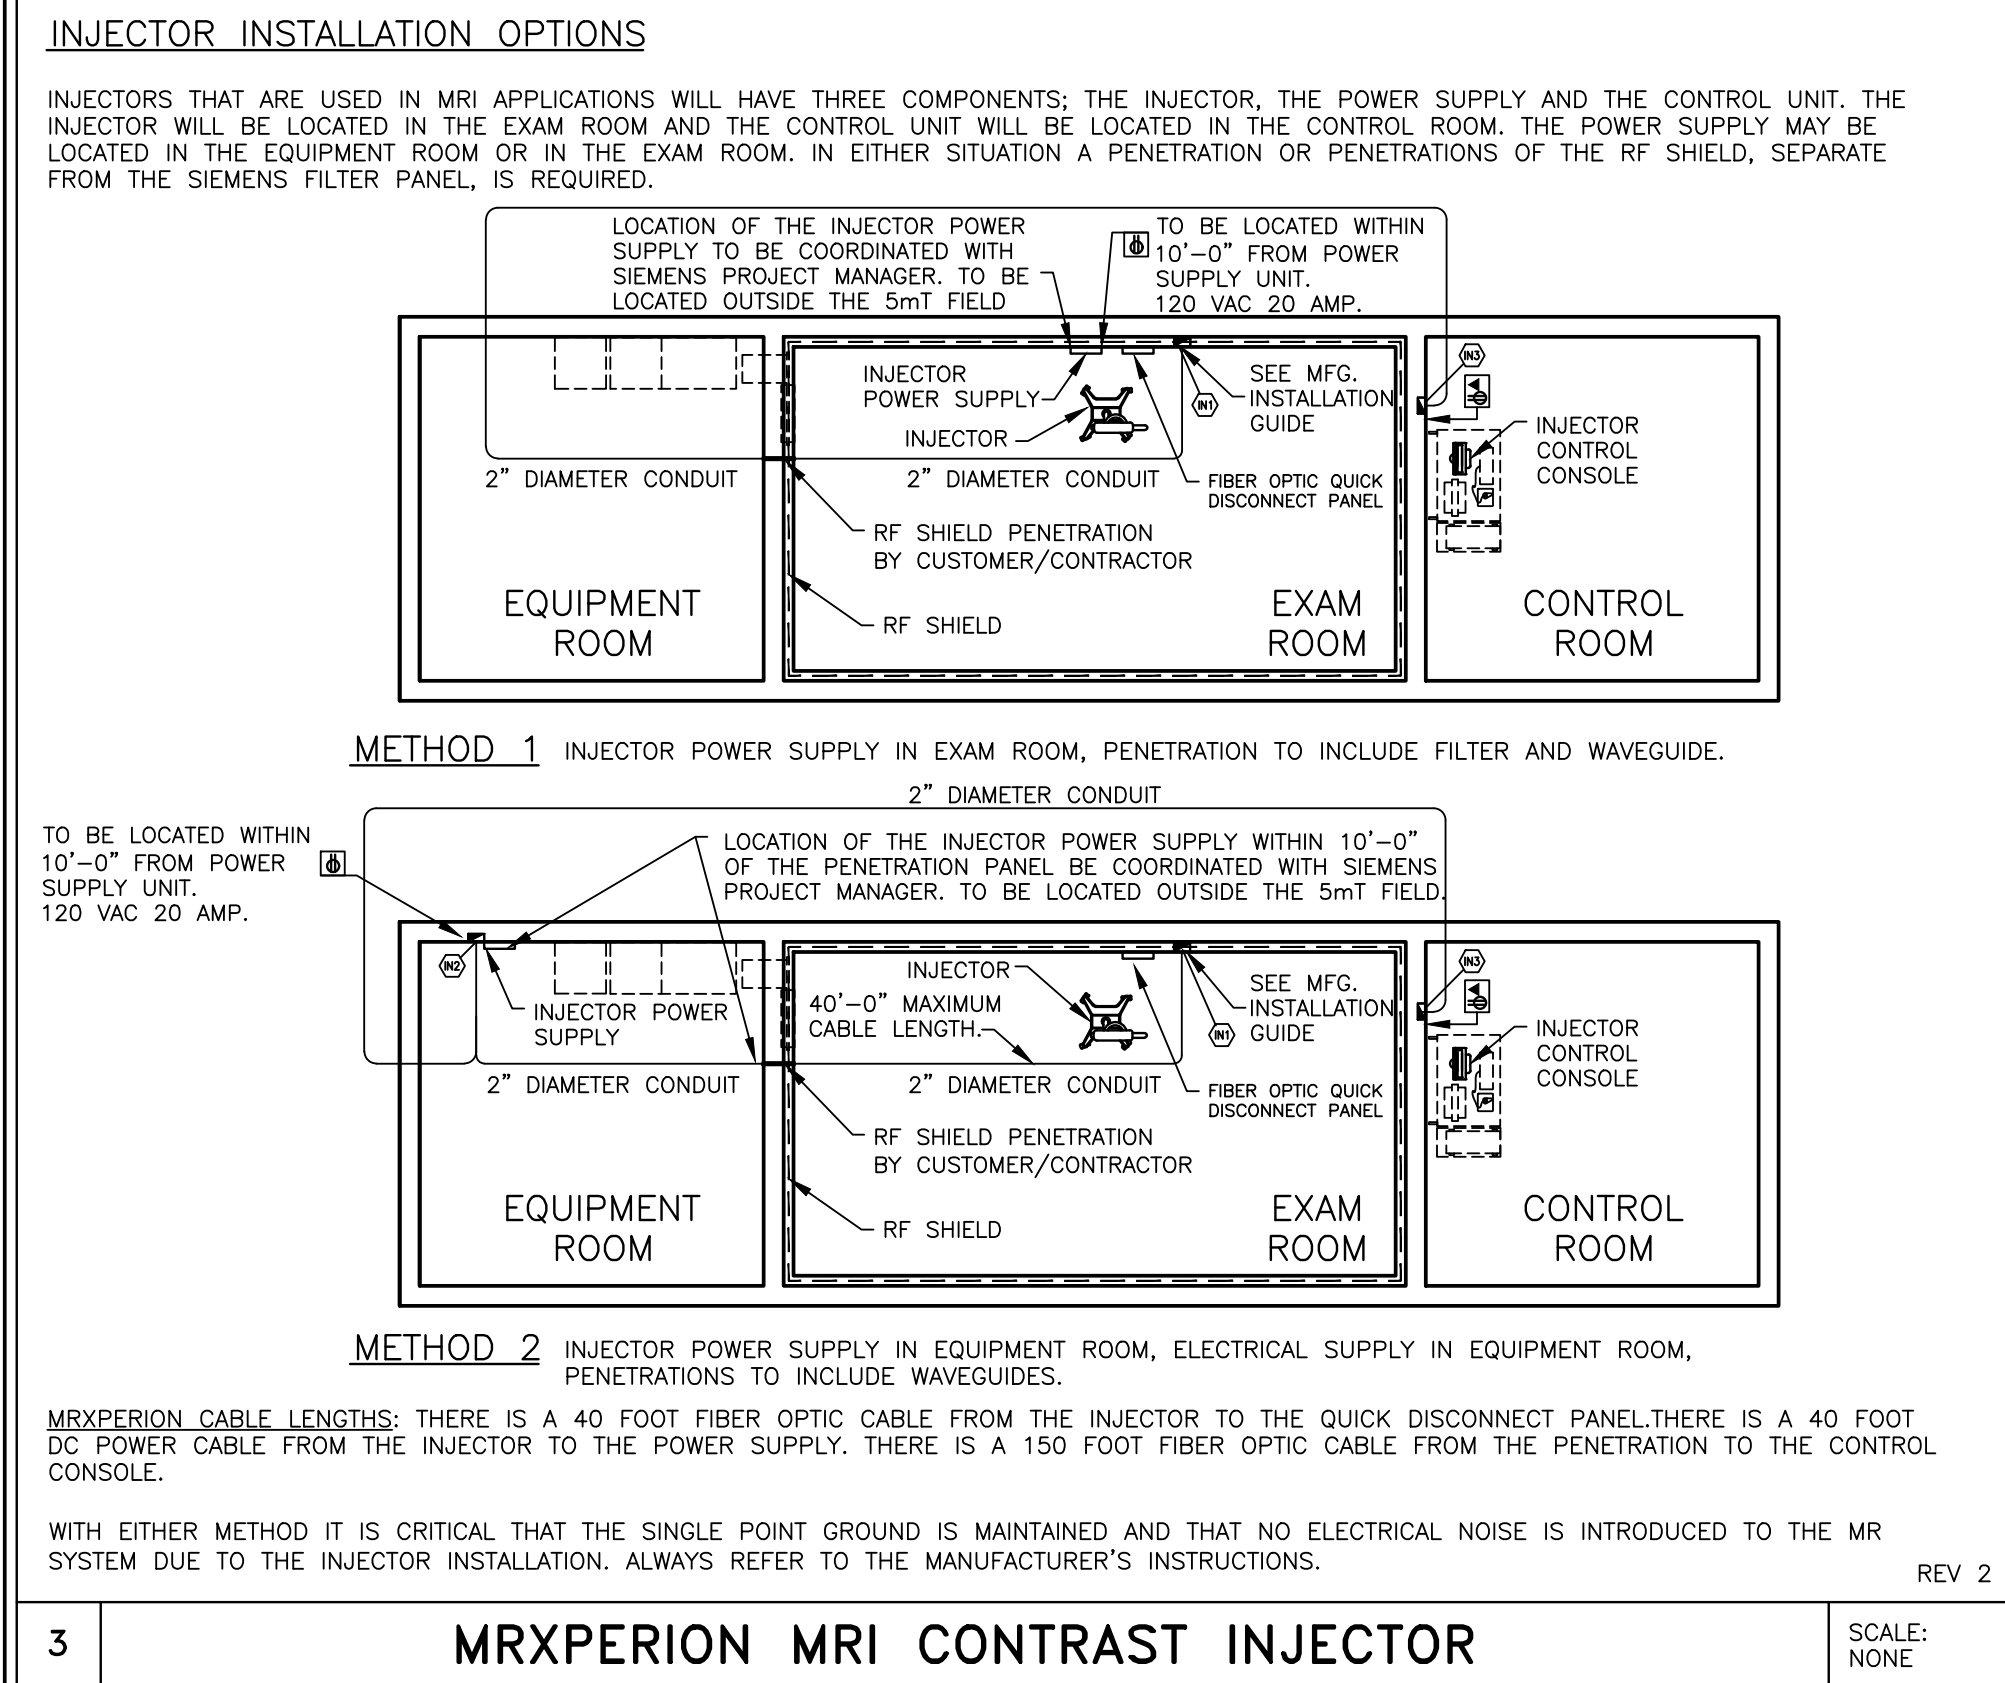 INJECTOR INSTALLATION OPTIONS
INJECTORS THAT ARE USED IN MRI APPLICATIONS WILL HAVE THREE COMPONENTS; THE INJECTOR, THE POWER SUPPLY AND THE CONTROL UNIT. THE
INJECTOR WILL BE LOCATED IN THE EXAM ROOM AND THE CONTROL UNIT WILL BE LOCATED IN THE CONTROL ROOM. THE POWER SUPPLY MAY BE
LOCATED IN THE EQUIPMENT ROOM OR IN THE EXAM ROOM. IN EITHER SITUATION A PENETRATION OR PENETRATIONS OF THE RF SHIELD, SEPARATE
FROM THE SIEMENS FILTER PANEL, IS REQUIRED.
LOCATION OF THE INJECTOR POWER
SUPPLY TO BE COORDINATED WITH
SIEMENS PROJECT MANAGER. TO BE
LOCATED OUTSIDE THE 5mT FIELD
TO BE LOCATED WITHIN
10'-0" FROM POWER
SUPPLY UNIT.
120 VAC 20 AMP.
INJECTOR
POWER SUPPLY
INJECTOR
IN1
SEE MFG.
INSTALLATION
GUIDE
IN3
INJECTOR
CONTROL
CONSOLE
2" DIAMETER CONDUIT
2" DIAMETER CONDUIT
FIBER OPTIC QUICK
DISCONNECT PANEL
RF SHIELD PENETRATION
BY CUSTOMER/CONTRACTOR
RF SHIELD
EQUIPMENT
ROOM
EXAM
ROOM
CONTROL
ROOM
METHOD 1 INJECTOR POWER SUPPLY IN EXAM ROOM, PENETRATION TO INCLUDE FILTER AND WAVEGUIDE.
2" DIAMETER CONDUIT
TO BE LOCATED WITHIN
10'-0" FROM POWER
SUPPLY UNIT.
120 VAC 20 AMP.
LOCATION OF THE INJECTOR POWER SUPPLY WITHIN 10'-0"
OF THE PENETRATION PANEL BE COORDINATED WITH SIEMENS
PROJECT MANAGER. TO BE LOCATED OUTSIDE THE 5mT FIELD.
IN2
INJECTOR POWER
SUPPLY
INJECTOR
40'-0" MAXIMUM
CABLE LENGTH.
IN1
SEE MFG.
INSTALLATION
GUIDE
IN3
INJECTOR
CONTROL
CONSOLE
2" DIAMETER CONDUIT
2" DIAMETER CONDUIT
FIBER OPTIC QUICK
DISCONNECT PANEL
RF SHIELD PENETRATION
BY CUSTOMER/CONTRACTOR
RF SHIELD
EQUIPMENT
ROOM
EXAM
ROOM
CONTROL
ROOM
METHOD 2 INJECTOR POWER SUPPLY IN EQUIPMENT ROOM, ELECTRICAL SUPPLY IN EQUIPMENT ROOM,
PENETRATIONS TO INCLUDE WAVEGUIDES.
MRXPERION CABLE LENGTHS: THERE IS A 40 FOOT FIBER OPTIC CABLE FROM THE INJECTOR TO THE QUICK DISCONNECT PANEL.THERE IS A 40 FOOT
DC POWER CABLE FROM THE INJECTOR TO THE POWER SUPPLY. THERE IS A 150 FOOT FIBER OPTIC CABLE FROM THE PENETRATION TO THE CONTROL
CONSOLE.
WITH EITHER METHOD IT IS CRITICAL THAT THE SINGLE POINT GROUND IS MAINTAINED AND THAT NO ELECTRICAL NOISE IS INTRODUCED TO THE MR
SYSTEM DUE TO THE INJECTOR INSTALLATION. ALWAYS REFER TO THE MANUFACTURER'S INSTRUCTIONS.
REV 2
3
MRXPERION MRI CONTRAST INJECTOR
SCALE:
NONE